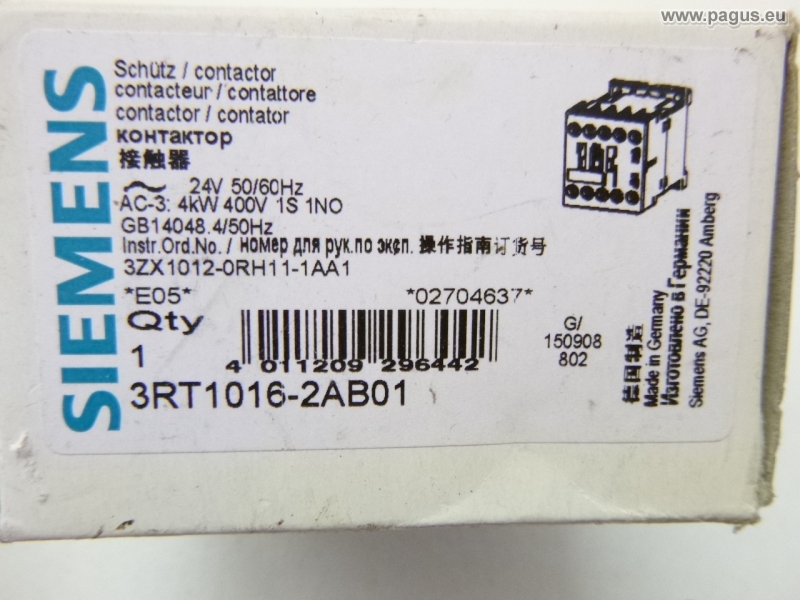 www.pagus.eu
SIEMENS
Schütz / contactor
contacteur / contattore
contactor / contator
контактор
接触器
24V 50/60Hz
AC-3: 4kW 400V 1S 1NO
GB14048.4/50Hz
Instr.Ord.No. / номер для рук.по эксп. 操作指南订货号
3ZX1012-0RH11-1AA1
*E05* *02704637*
Qty
1
4 011209 296442
G/
150908
802
3RT1016-2AB01
德国制造
Made in Germany
Изготовлено в Германии
Siemens AG, DE-92220 Amberg